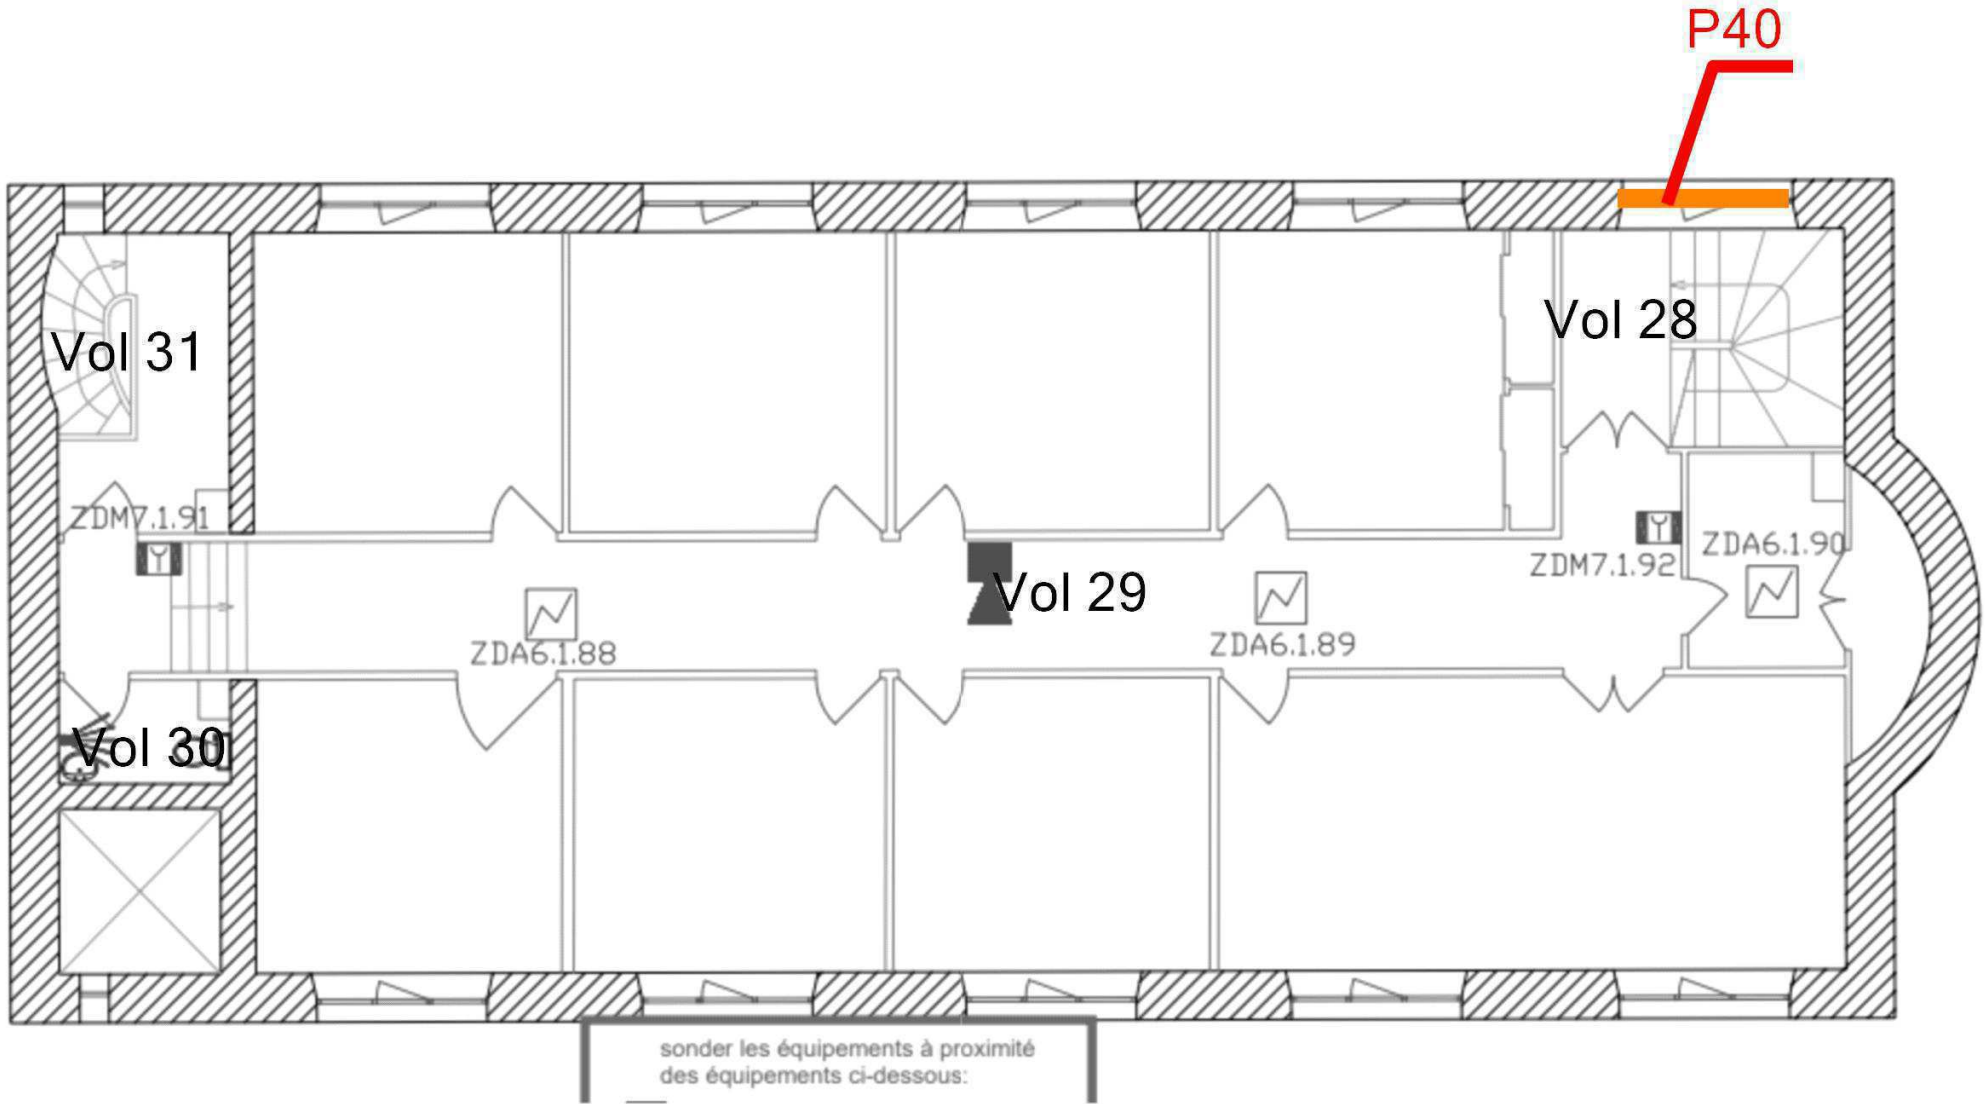 P40
Vol 31
Vol 28
ZDM7.1.91
ZDA6.1.90
ZDM7.1.92
Vol 29
ZDA6.1.88
ZDA6.1.89
Vol 30
sonder les équipements à proximité
des équipements ci-dessous: